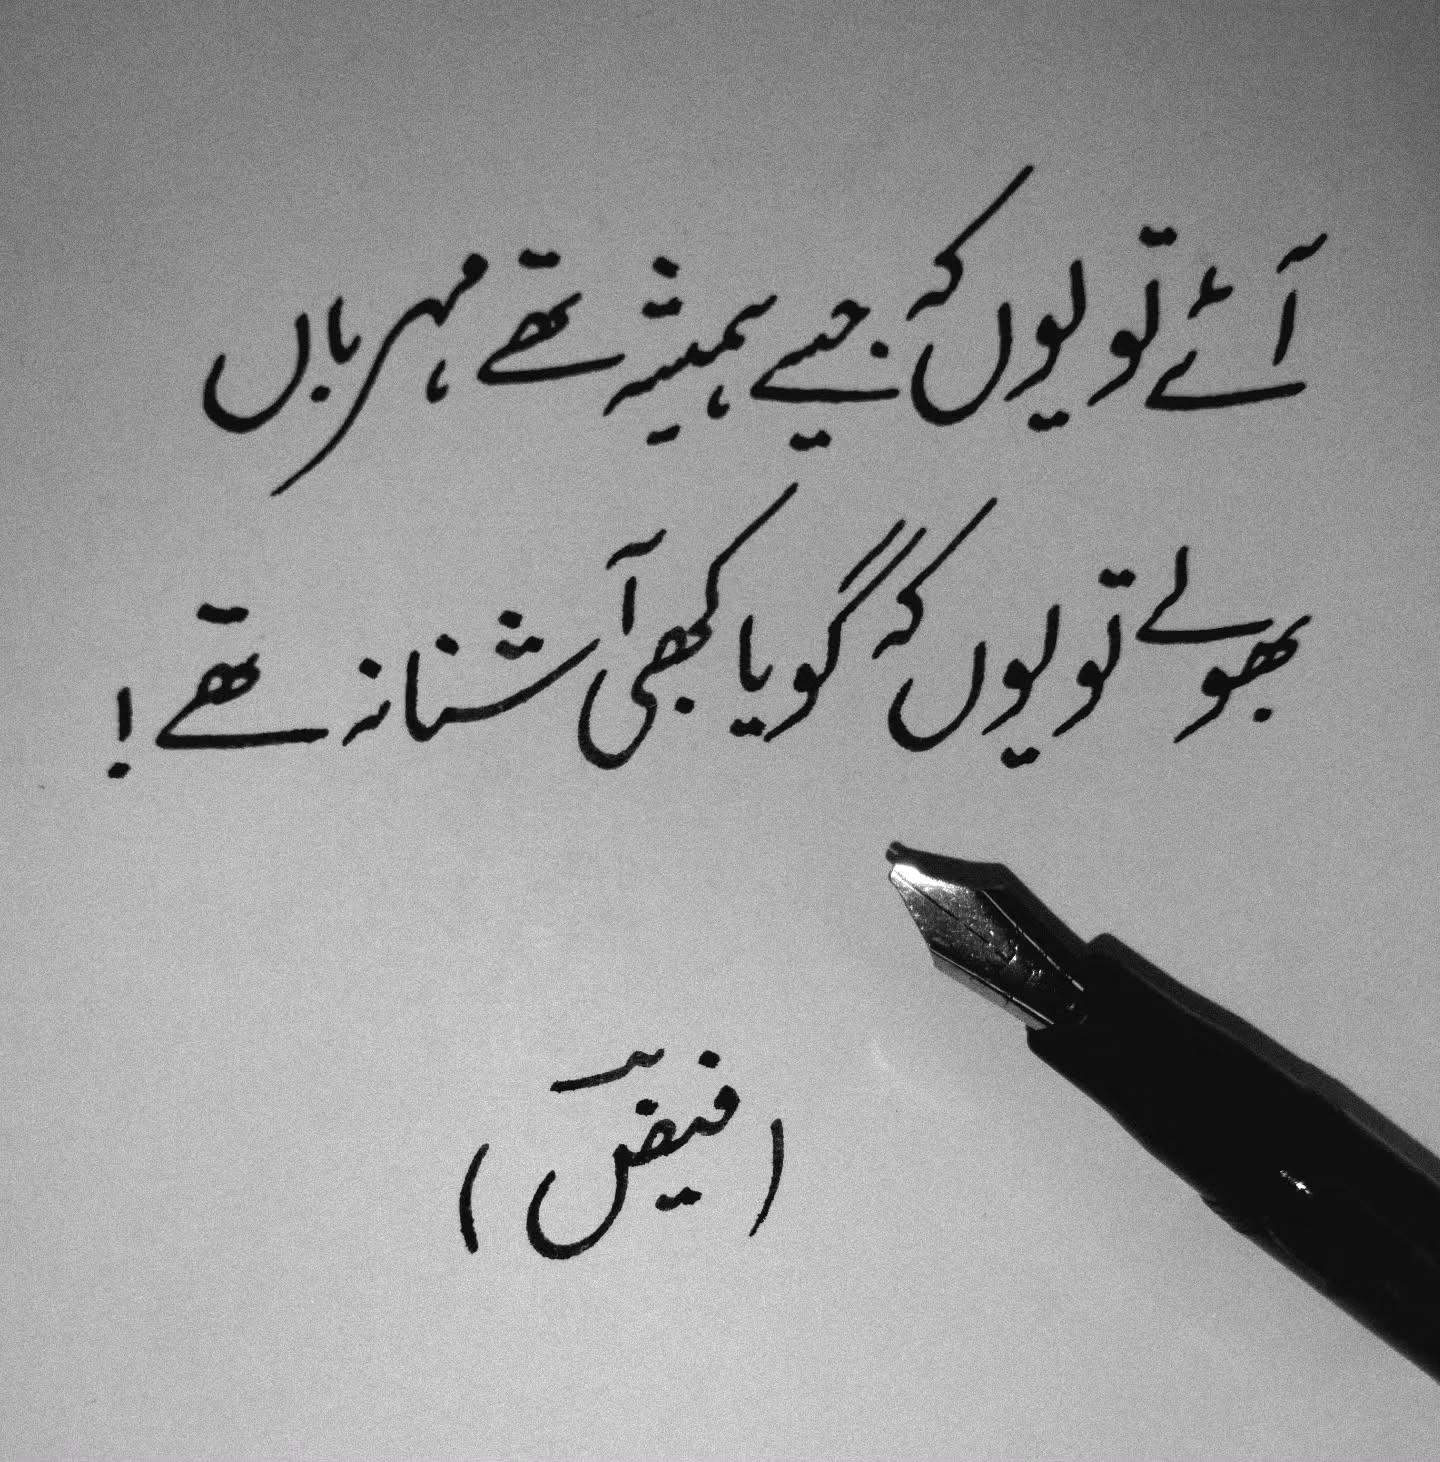 آئے تو یوں کہ جیسے ہمیشہ تھے مہرباں
بھولے تو یوں کہ گویا کبھی آشنا نہ تھے!
(فیضؔ)